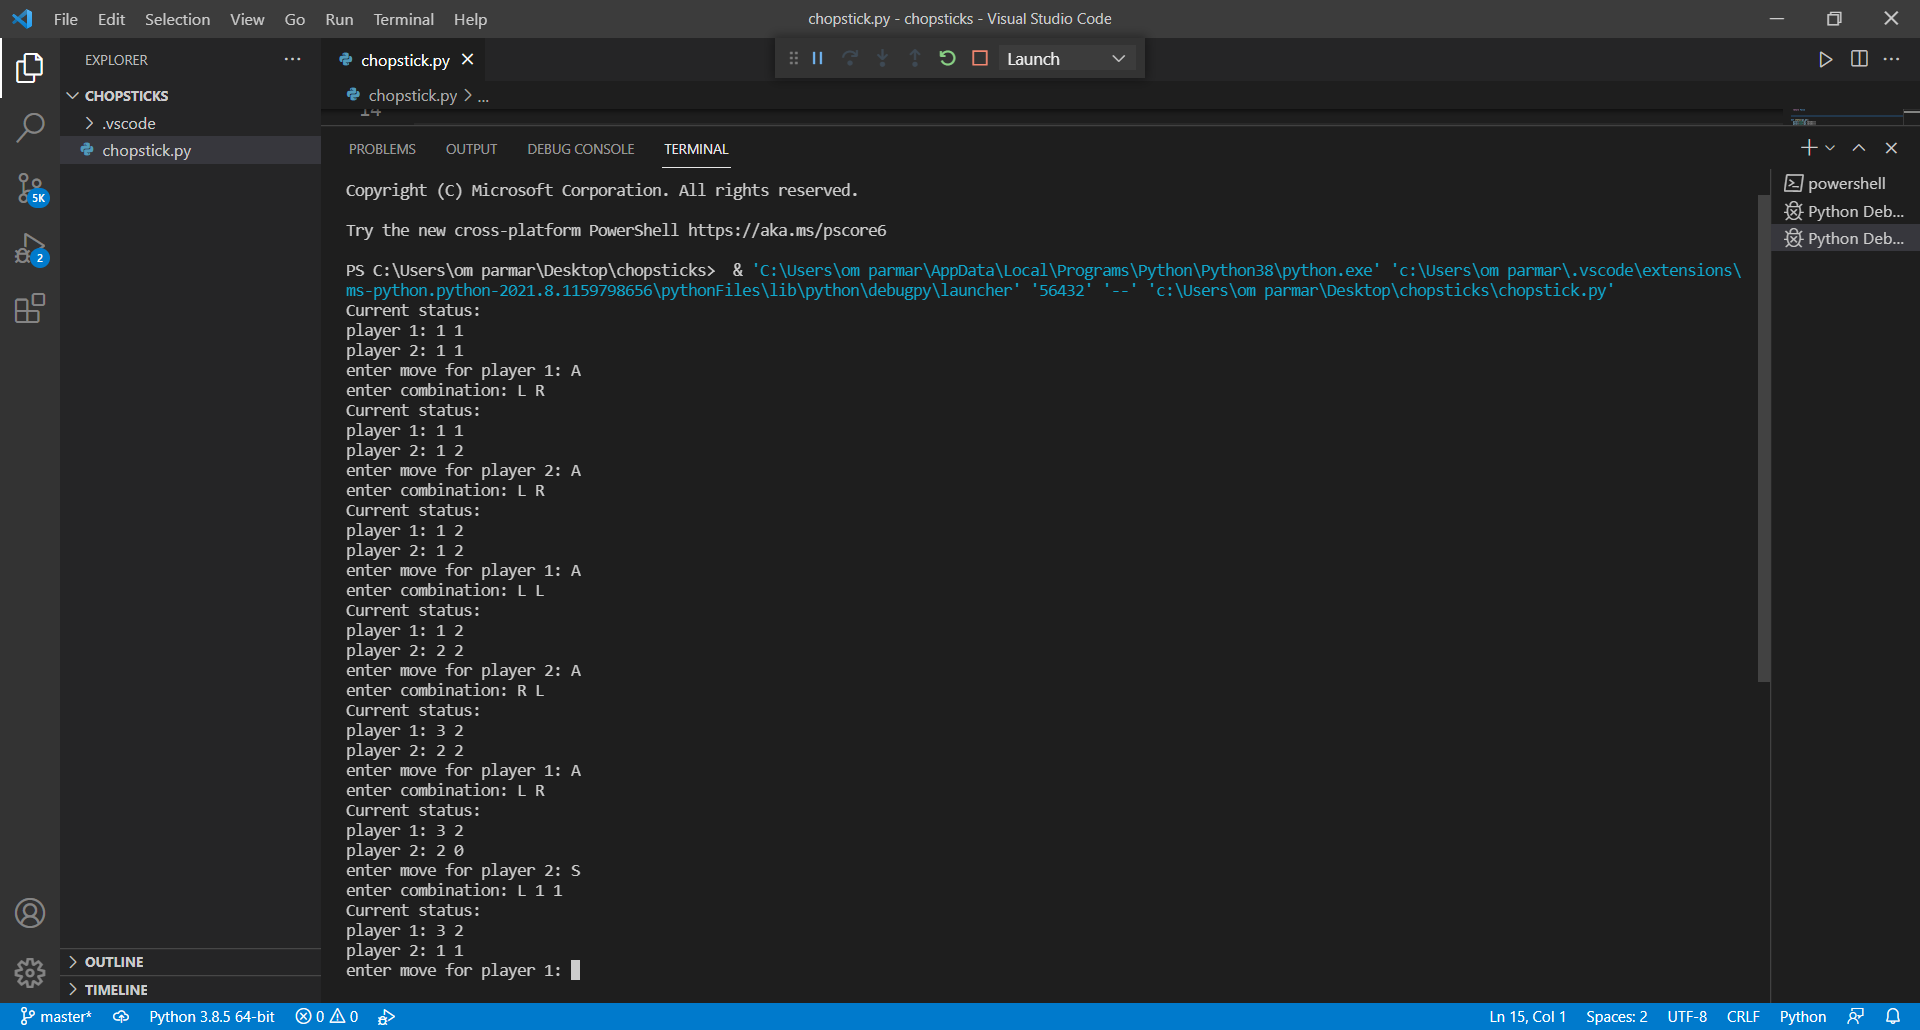 File Edit Selection View Go Run Terminal Help
chopstick.py - chopsticks - Visual Studio Code
EXPLORER
CHOPSTICKS
.vscode
chopstick.py
5K
2
OUTLINE
TIMELINE
chopstick.py
Launch
chopstick.py > ...
14
PROBLEMS OUTPUT DEBUG CONSOLE TERMINAL
Copyright (C) Microsoft Corporation. All rights reserved.
Try the new cross-platform PowerShell https://aka.ms/pscore6
PS C:\Users\om parmar\Desktop\chopsticks>  & 'C:\Users\om parmar\AppData\Local\Programs\Python\Python38\python.exe' 'c:\Users\om parmar\.vscode\extensions\
ms-python.python-2021.8.1159798656\pythonFiles\lib\python\debugpy\launcher' '56432' '--' 'c:\Users\om parmar\Desktop\chopsticks\chopstick.py'
Current status:
player 1: 1 1
player 2: 1 1
enter move for player 1: A
enter combination: L R
Current status:
player 1: 1 1
player 2: 1 2
enter move for player 2: A
enter combination: L R
Current status:
player 1: 1 2
player 2: 1 2
enter move for player 1: A
enter combination: L L
Current status:
player 1: 1 2
player 2: 2 2
enter move for player 2: A
enter combination: R L
Current status:
player 1: 3 2
player 2: 2 2
enter move for player 1: A
enter combination: L R
Current status:
player 1: 3 2
player 2: 2 0
enter move for player 2: S
enter combination: L 1 1
Current status:
player 1: 3 2
player 2: 1 1
enter move for player 1:
powershell
Python Deb...
Python Deb...
master* Python 3.8.5 64-bit 0 0
Ln 15, Col 1 Spaces: 2 UTF-8 CRLF Python